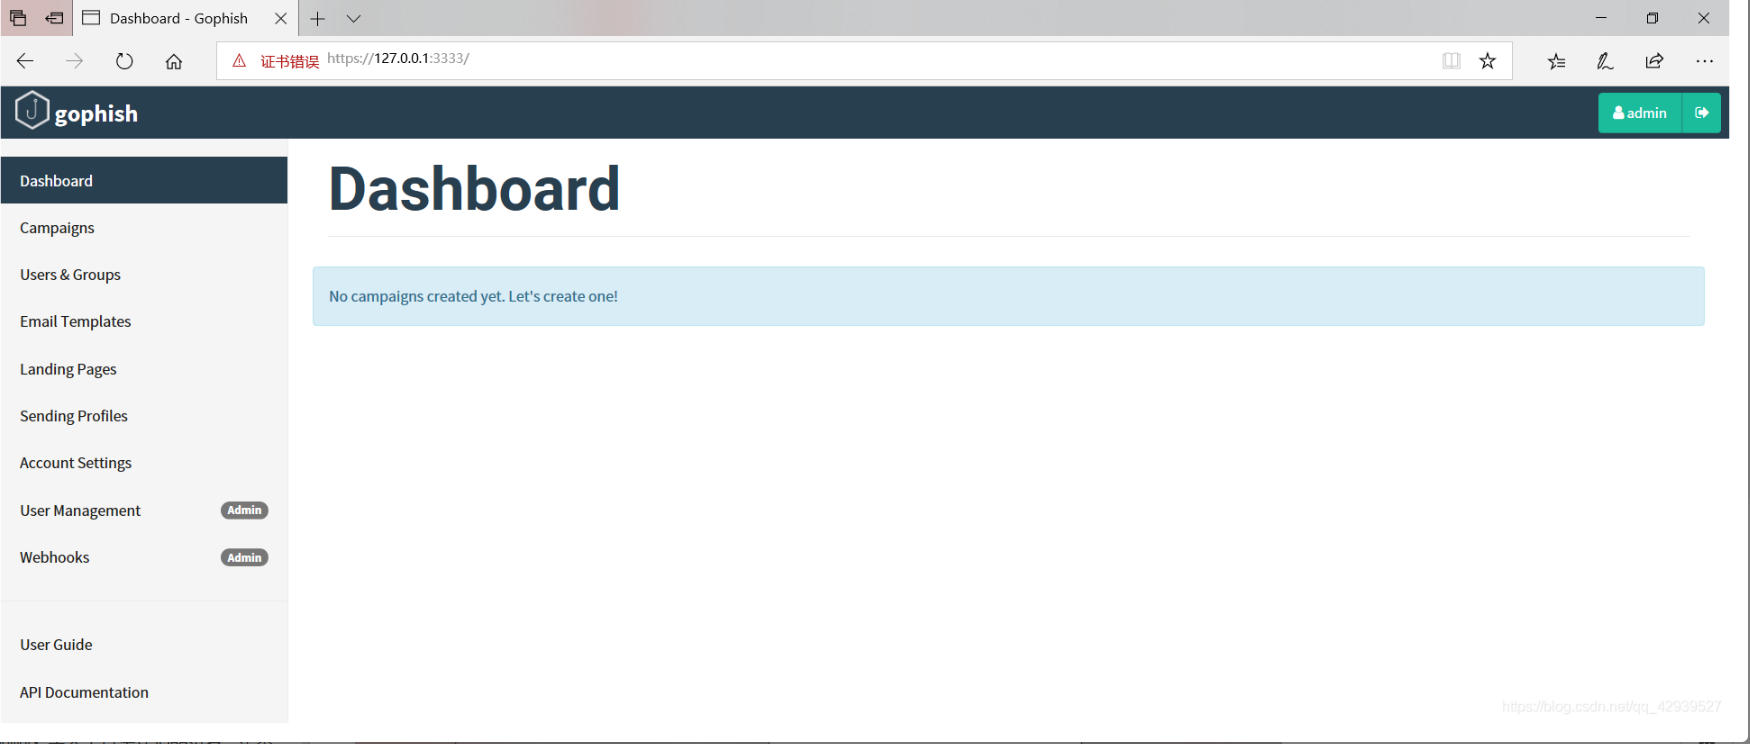 Dashboard - Gophish
证书错误 https://127.0.0.1:3333/
gophish
admin
Dashboard
Campaigns
Users & Groups
Email Templates
Landing Pages
Sending Profiles
Account Settings
User Management Admin
Webhooks Admin
User Guide
API Documentation
Dashboard
No campaigns created yet. Let's create one!
https://blog.csdn.net/qq_42939527